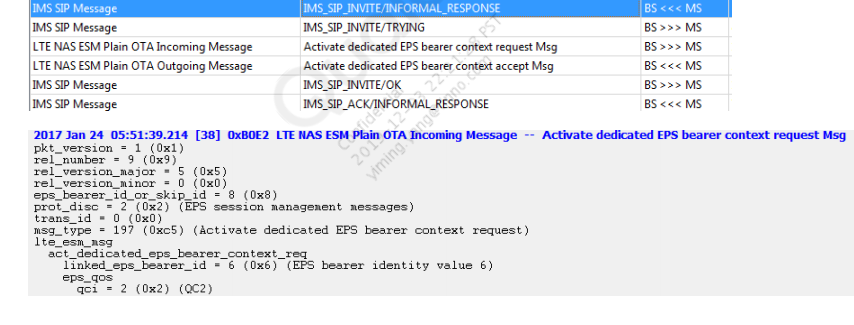 IMS SIP Message IMS_SIP_INVITE/INFORMAL_RESPONSE BS <<< MS
IMS SIP Message IMS_SIP_INVITE/TRYING BS >>> MS
LTE NAS ESM Plain OTA Incoming Message Activate dedicated EPS bearer context request Msg BS >>> MS
LTE NAS ESM Plain OTA Outgoing Message Activate dedicated EPS bearer context accept Msg BS <<< MS
IMS SIP Message IMS_SIP_INVITE/OK BS >>> MS
IMS SIP Message IMS_SIP_ACK/INFORMAL_RESPONSE BS <<< MS
2017 Jan 24 05:51:39.214 [38] 0xB0E2 LTE NAS ESM Plain OTA Incoming Message -- Activate dedicated EPS bearer context request Msg
pkt_version = 1 (0x1)
rel_number = 9 (0x9)
rel_version_major = 5 (0x5)
rel_version_minor = 0 (0x0)
eps_bearer_id_or_skip_id = 8 (0x8)
prot_disc = 2 (0x2) (EPS session management messages)
trans_id = 0 (0x0)
msg_type = 197 (0xc5) (Activate dedicated EPS bearer context request)
lte_esm_msg
act_dedicated_eps_bearer_context_req
linked_eps_bearer_id = 6 (0x6) (EPS bearer identity value 6)
eps_qos
qci = 2 (0x2) (QC2)